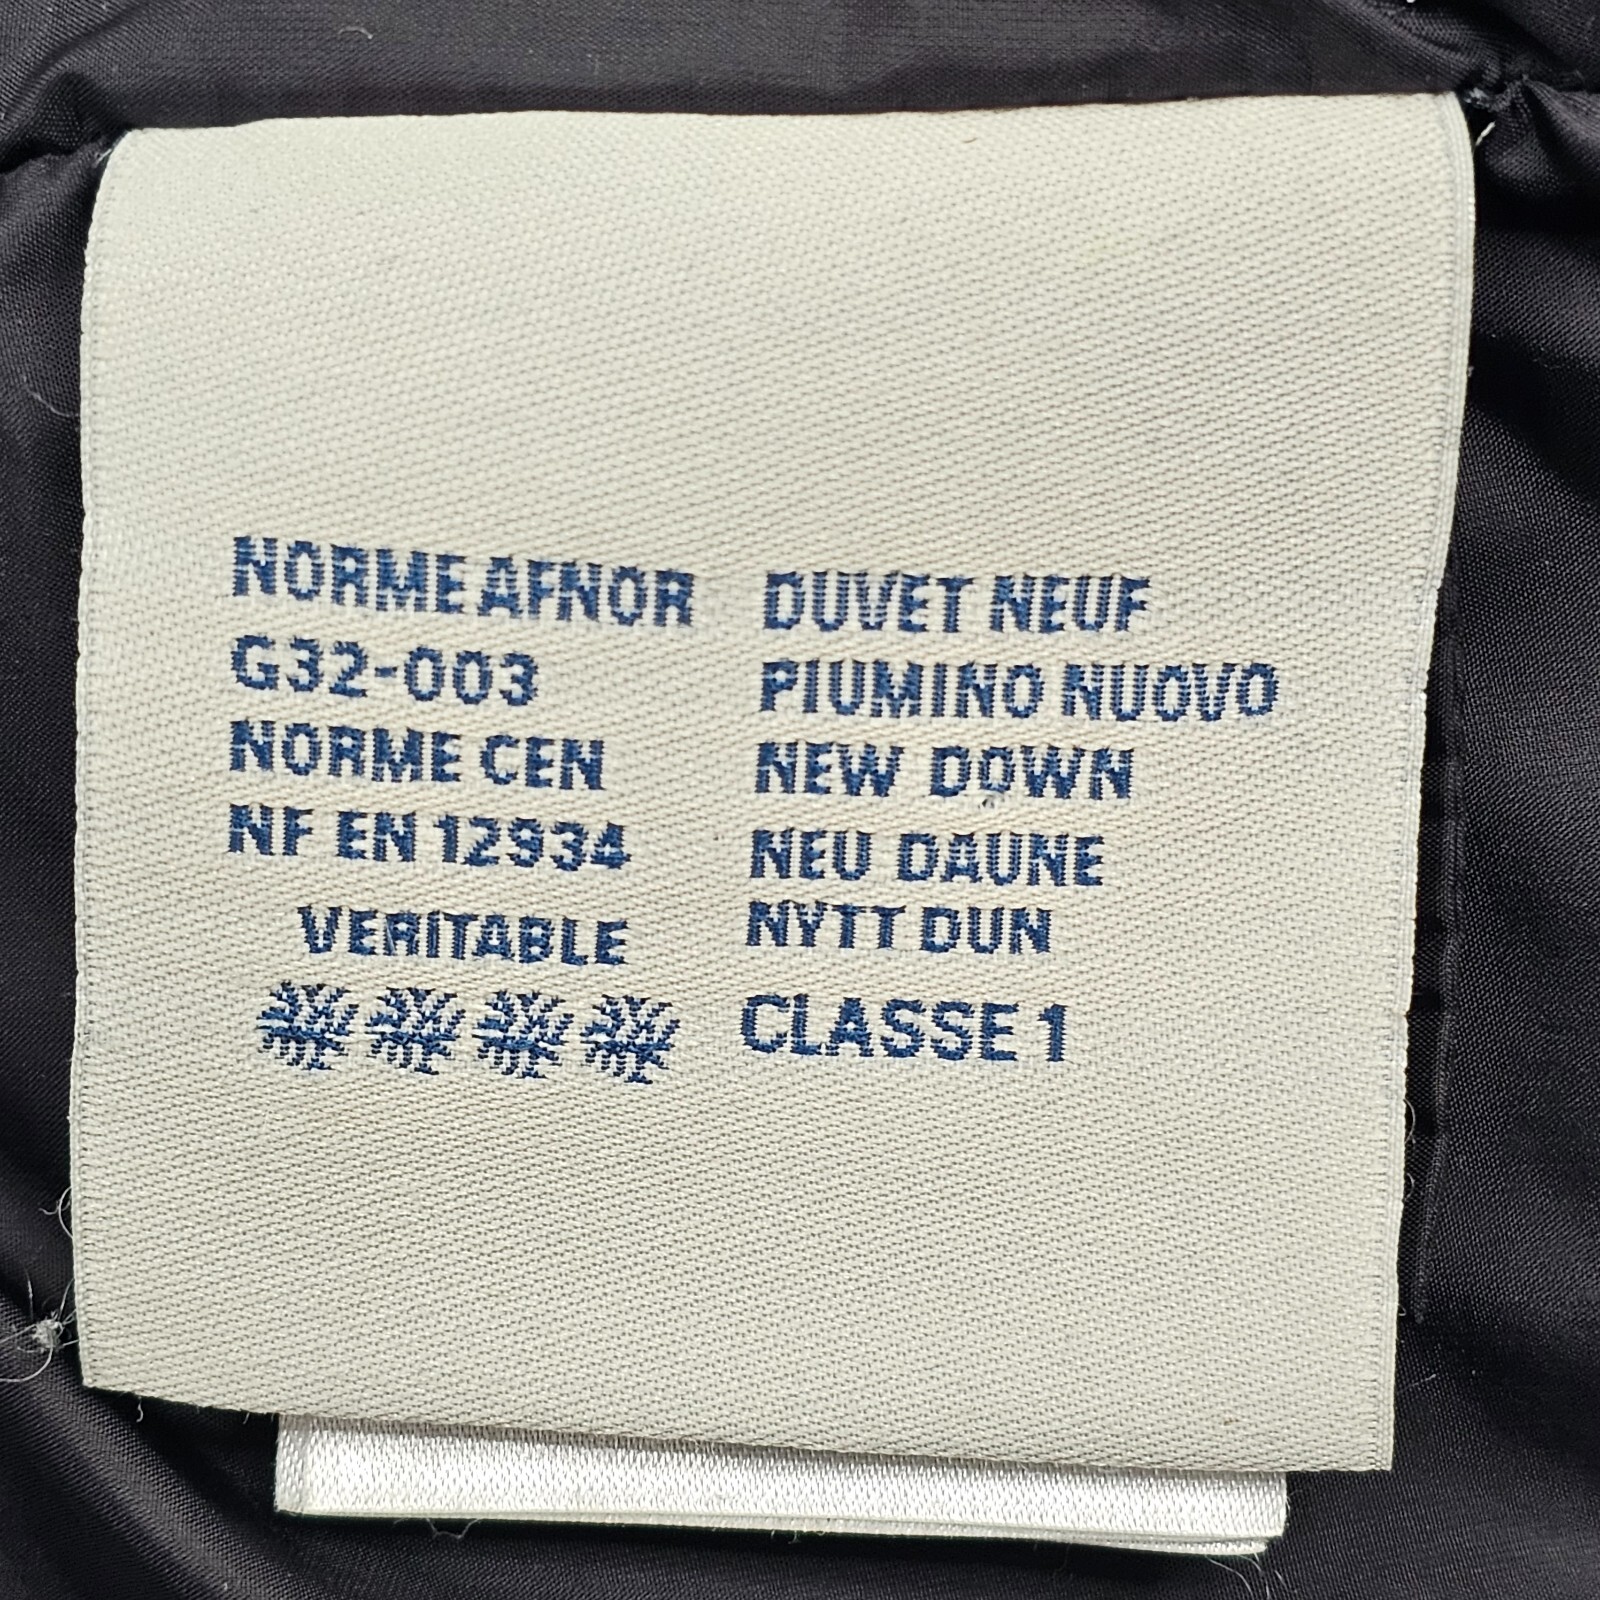 NORME AFNOR
G32-003
NORME CEN
NF EN 12934
VERITABLE
DUVET NEUF
PIUMINO NUOVO
NEW DOWN
NEU DAUNE
NYTT DUN
CLASSE 1